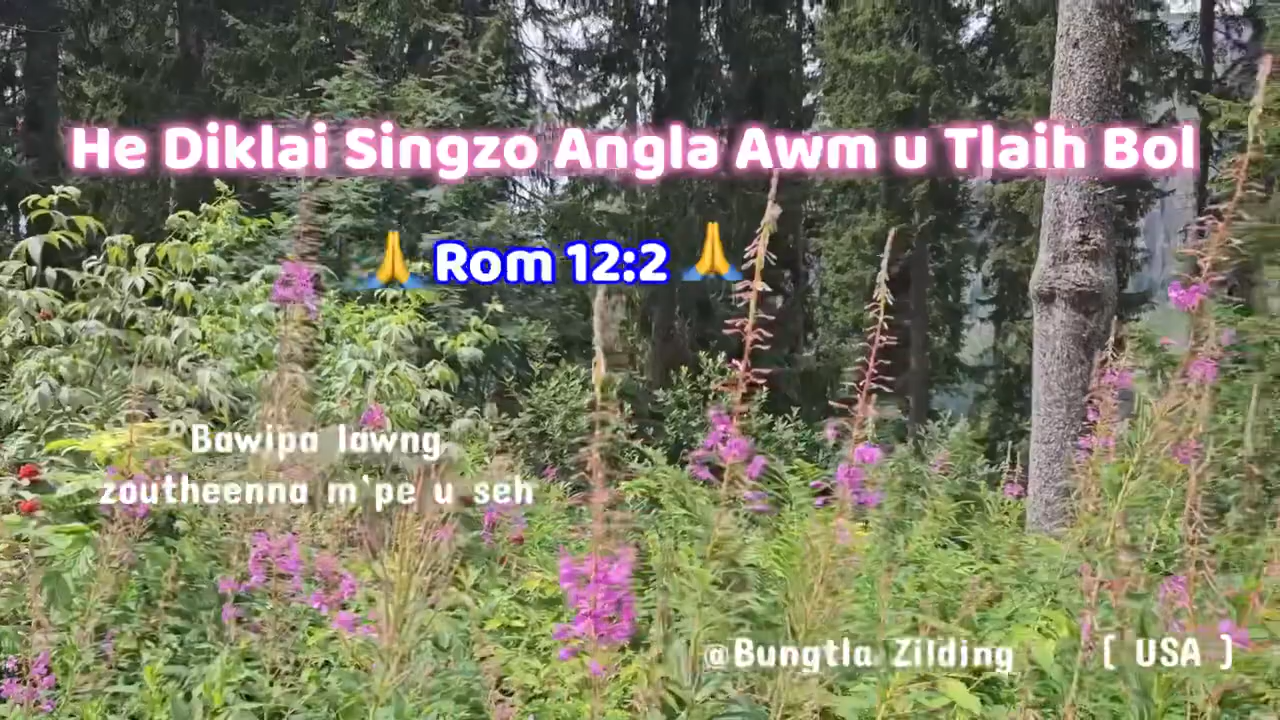 He Diklai Singzo Angla Awm u Tlaih Bol
🙏 Rom 12:2 🙏
Bawipa lawng
zoutheenna m'pe u seh
@Bungtla Zilding [ USA ]